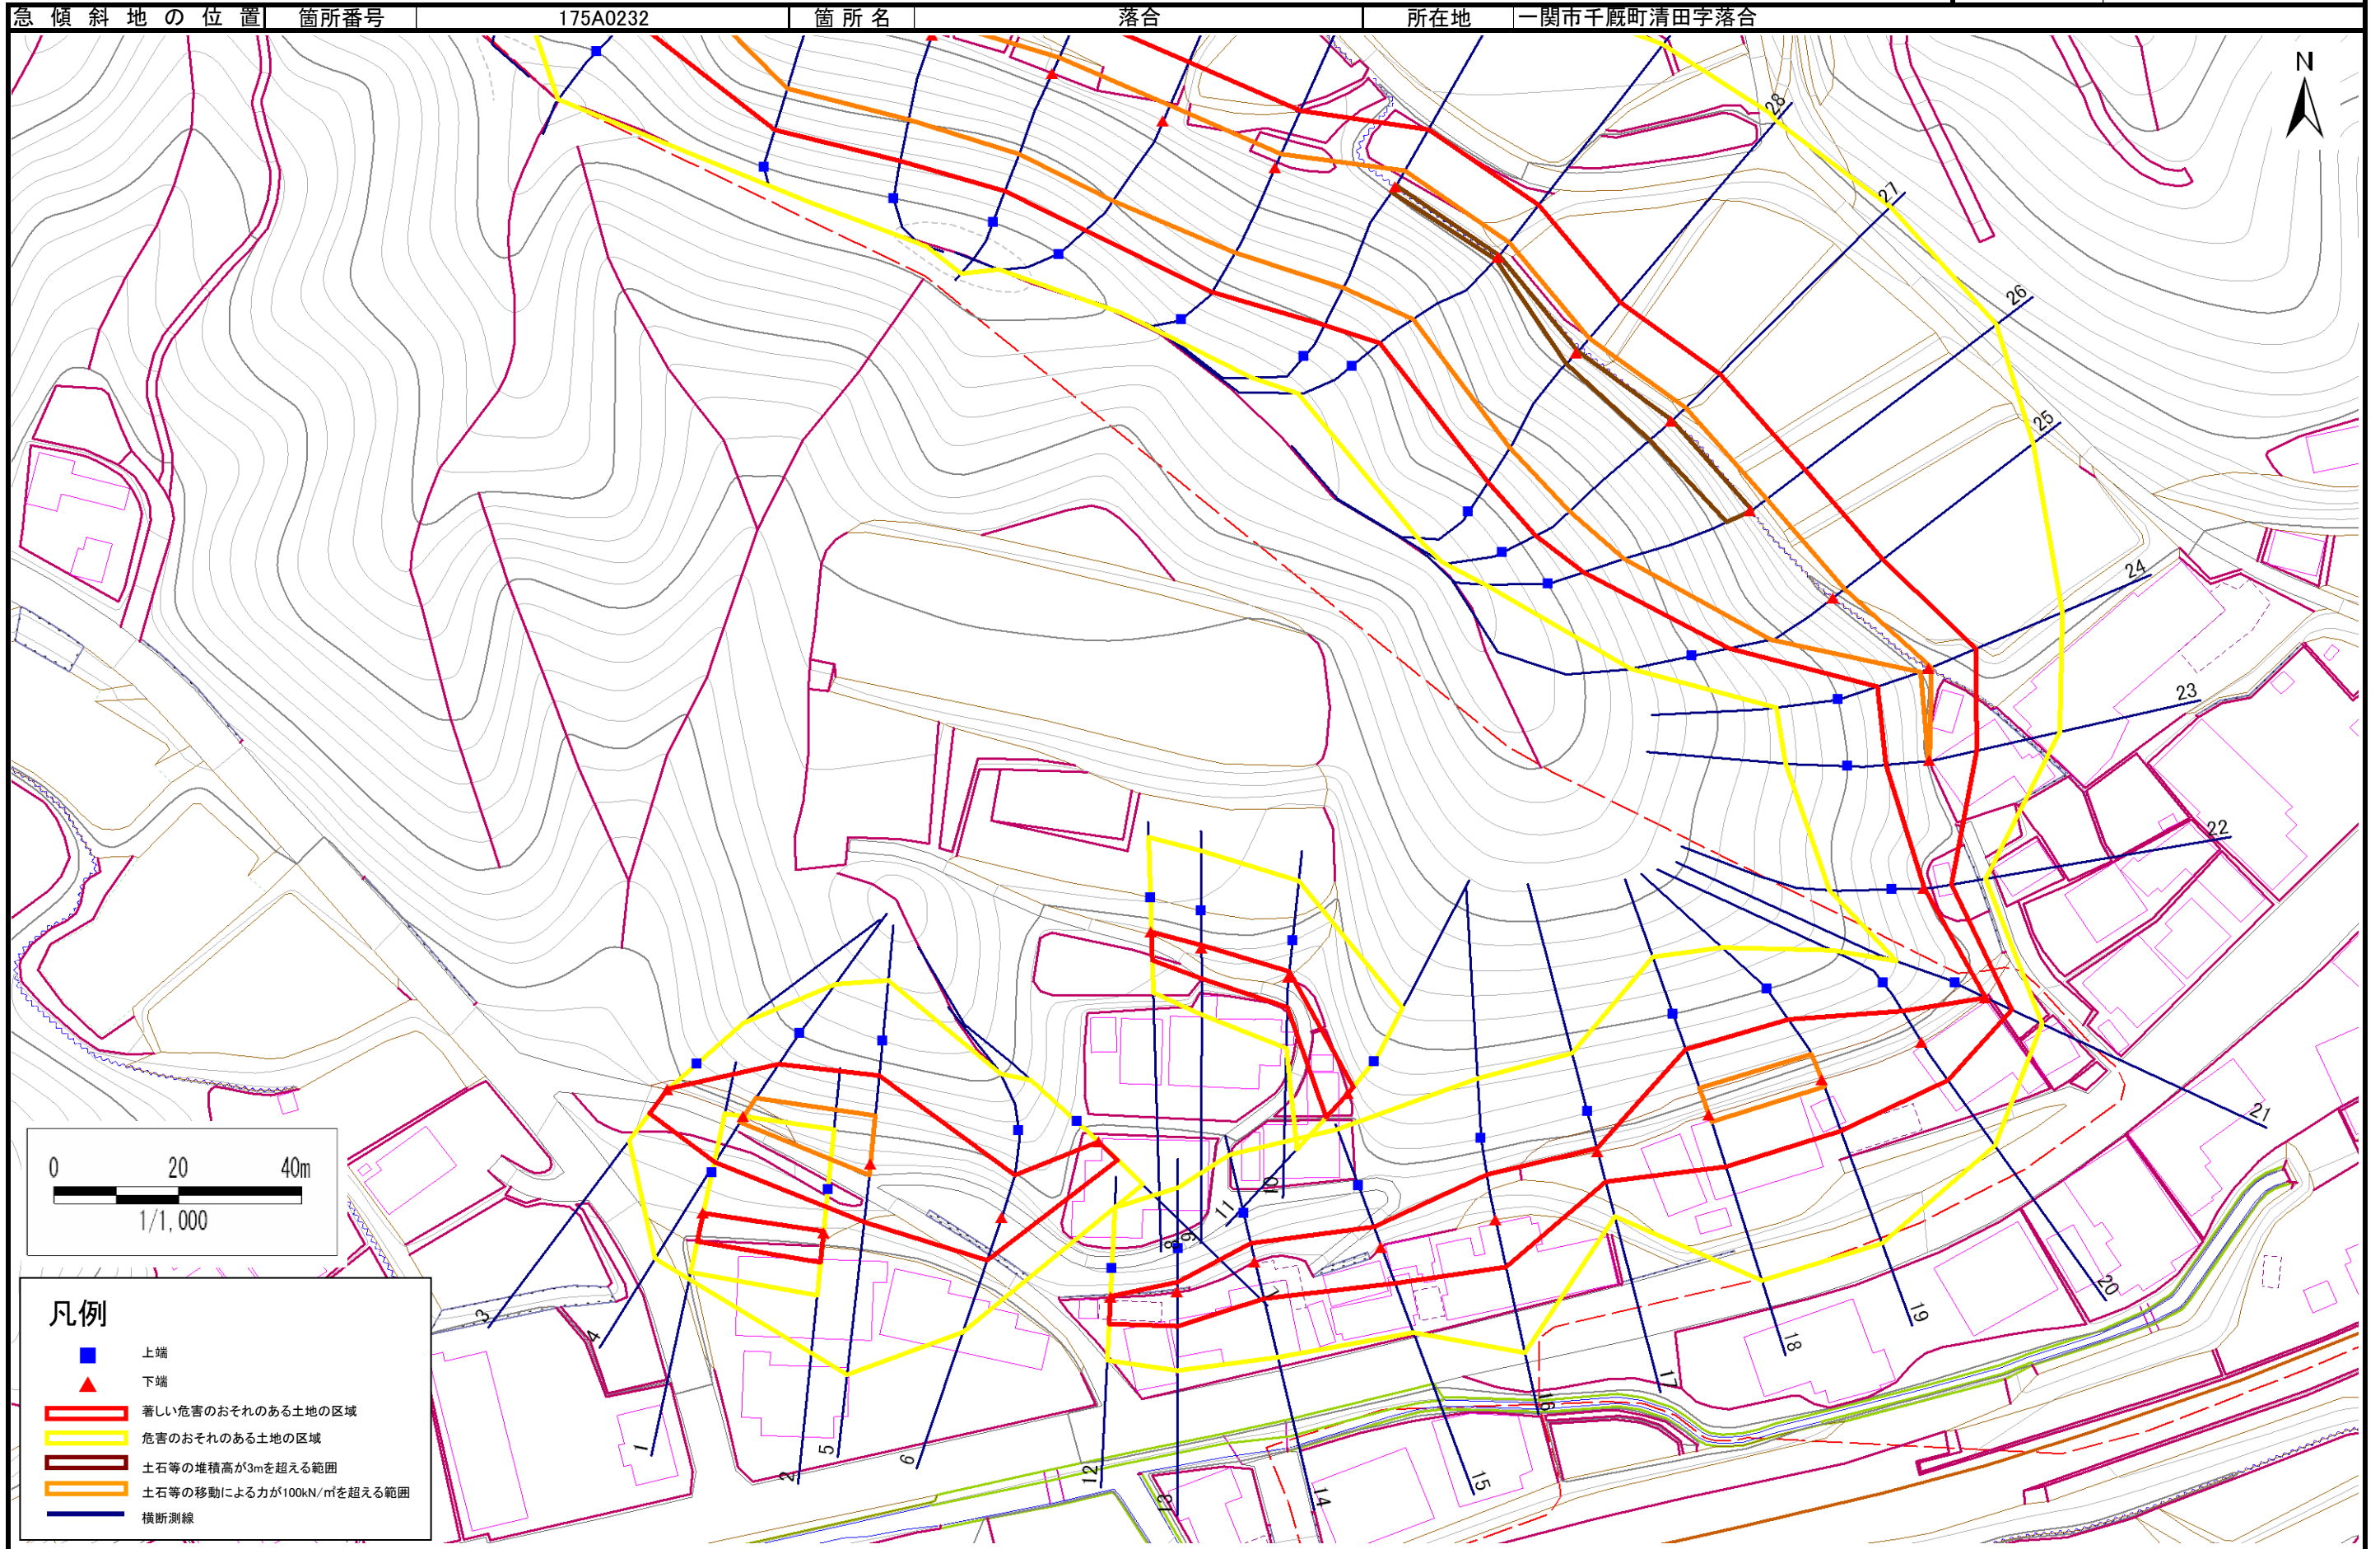 急傾斜地の位置 箇所番号 175A0232 箇所名 落合 所在地 一関市千厩町清田字落合
N
28
27
26
25
24
23
22
21
20
19
18
17
16
15
14
13
12
11
10
9
8
7
6
5
4
3
2
1
0 20 40m
1/1,000
凡例
上端
下端
著しい危害のおそれのある土地の区域
危害のおそれのある土地の区域
土石等の堆積高が3mを超える範囲
土石等の移動による力が100kN/㎡を超える範囲
横断測線